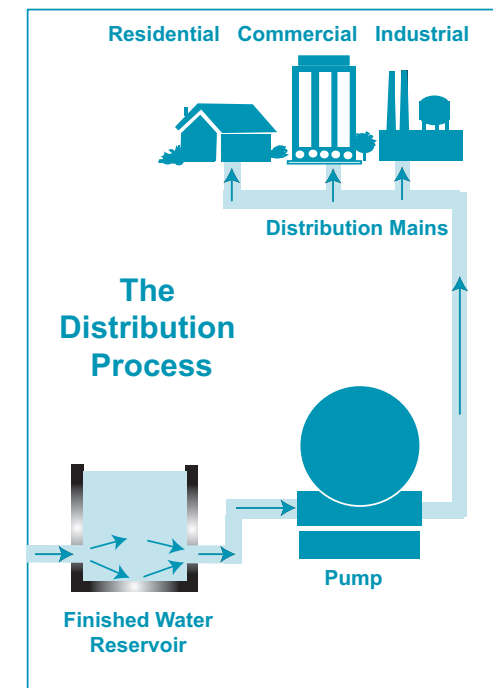 Residential Commercial Industrial
Distribution Mains
The
Distribution
Process
Pump
Finished Water
Reservoir